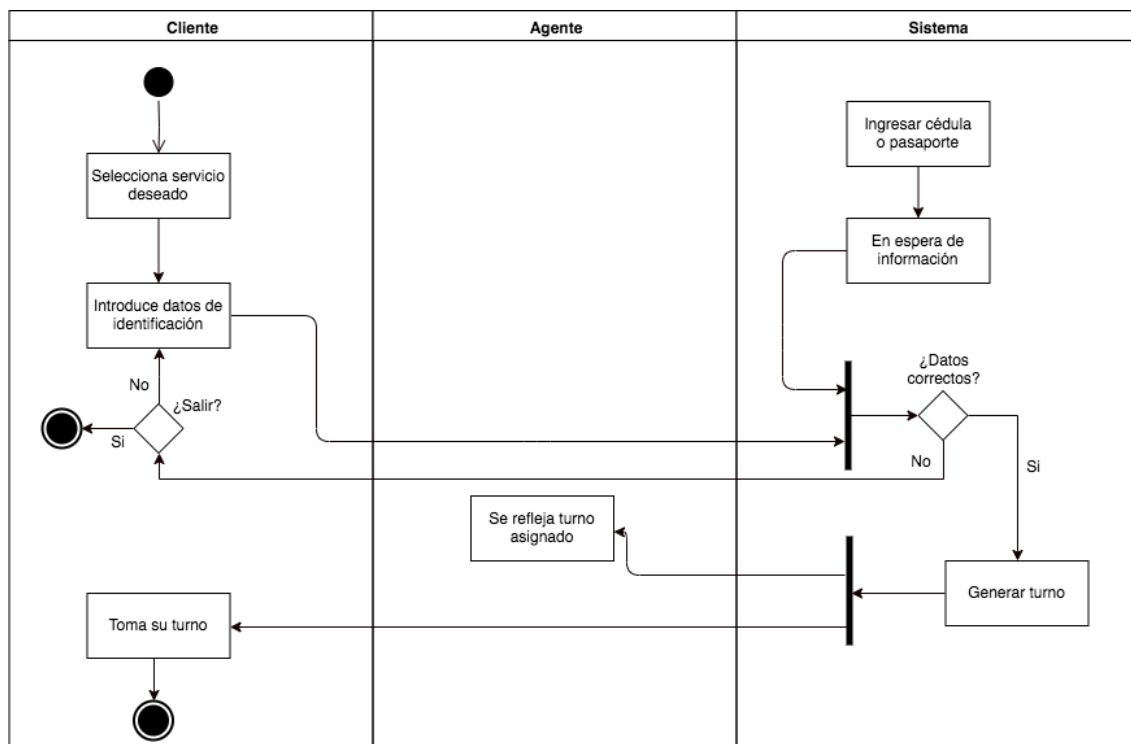 Cliente
Agente
Sistema
Ingresar cédula
o pasaporte
Selecciona servicio
deseado
En espera de
información
Introduce datos de
identificación
¿Datos
correctos?
No
¿Salir?
Si
No
Si
Se refleja turno
asignado
Generar turno
Toma su turno